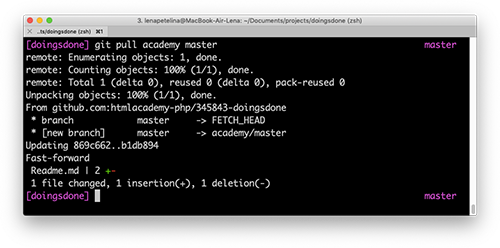 3. lenapetelina@MacBook-Air-Lena: ~/Documents/projects/doingsdone (zsh)
..ts/doingsdone (zsh) ⌘1
[doingsdone] git pull academy master master
remote: Enumerating objects: 1, done.
remote: Counting objects: 100% (1/1), done.
remote: Total 1 (delta 0), reused 0 (delta 0), pack-reused 0
Unpacking objects: 100% (1/1), done.
From github.com:htmlacademy-php/345843-doingsdone
* branch master -> FETCH_HEAD
* [new branch] master -> academy/master
Updating 869c662..b1db894
Fast-forward
Readme.md | 2 +-
1 file changed, 1 insertion(+), 1 deletion(-)
[doingsdone] master